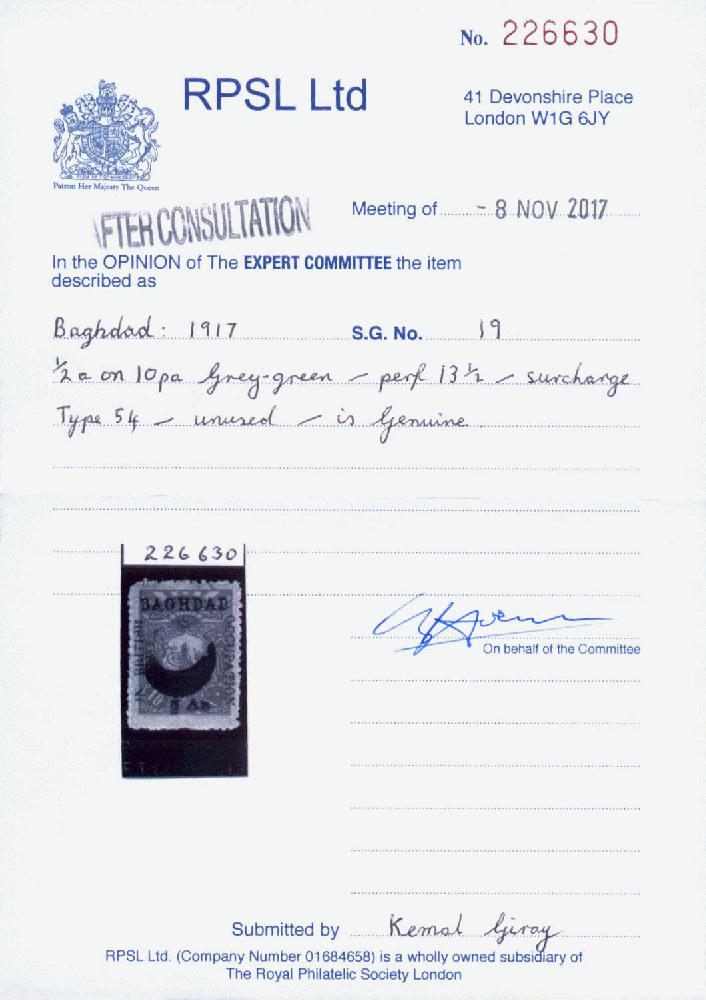 No. 226630
RPSL Ltd
41 Devonshire Place
London W1G 6JY
Patron Her Majesty The Queen
AFTER CONSULTATION
Meeting of - 8 NOV 2017
In the OPINION of The EXPERT COMMITTEE the item
described as
Baghdad: 1917 S.G. No. 19
½ a on 10pa Grey-green - perf 13½ - surcharge
Type 54 - unused - is Genuine.
226630
BAGHDAD
BRITISH
OCCUPATION
10
On behalf of the Committee
Submitted by Kemal Giray
RPSL Ltd. (Company Number 01684658) is a wholly owned subsidiary of
The Royal Philatelic Society London